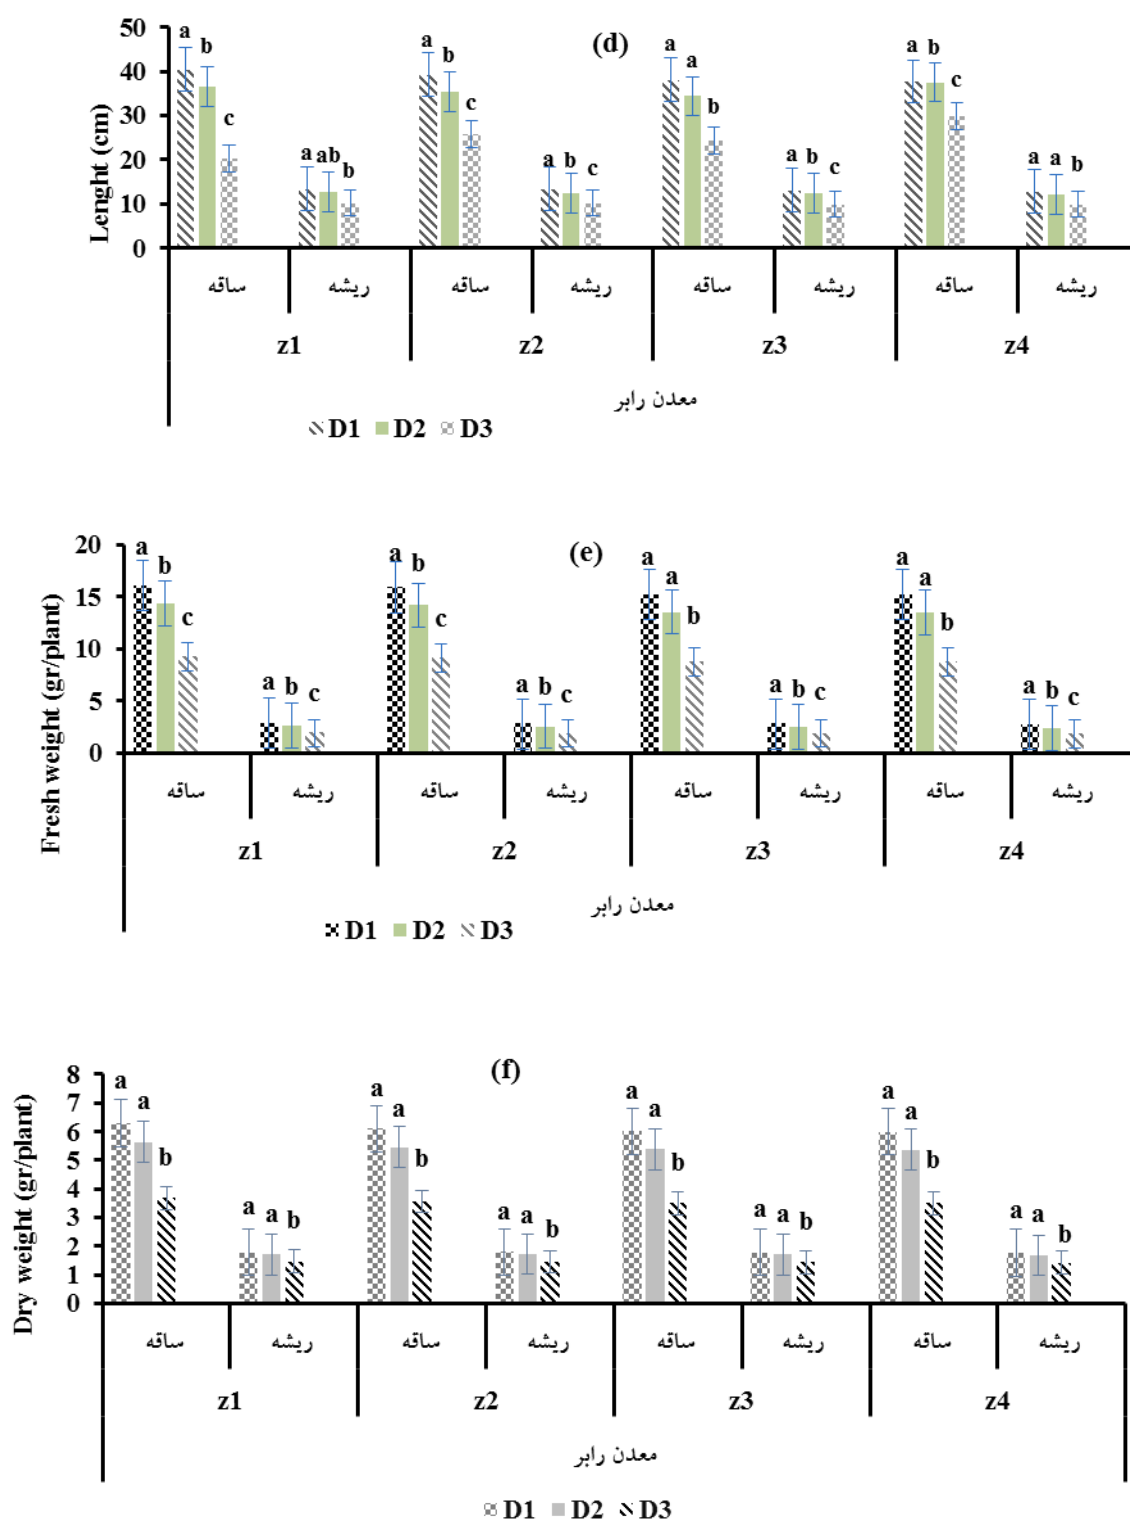 (d)
Lenght (cm)
50
40
30
20
10
0
a b c a ab b a b c a b c a a b a b c a b c a a b
ساقه ریشه ساقه ریشه ساقه ریشه ساقه ریشه
z1 z2 z3 z4
معدن رابر
D1 D2 D3
(e)
Fresh weight (gr/plant)
20
15
10
5
0
a b c a b c a b c a b c a a b a b c a a b a b c
ساقه ریشه ساقه ریشه ساقه ریشه ساقه ریشه
z1 z2 z3 z4
معدن رابر
D1 D2 D3
(f)
Dry weight (gr/plant)
8
7
6
5
4
3
2
1
0
a a b a a b a a b a a b a a b a a b a a b a a b
ساقه ریشه ساقه ریشه ساقه ریشه ساقه ریشه
z1 z2 z3 z4
معدن رابر
D1 D2 D3